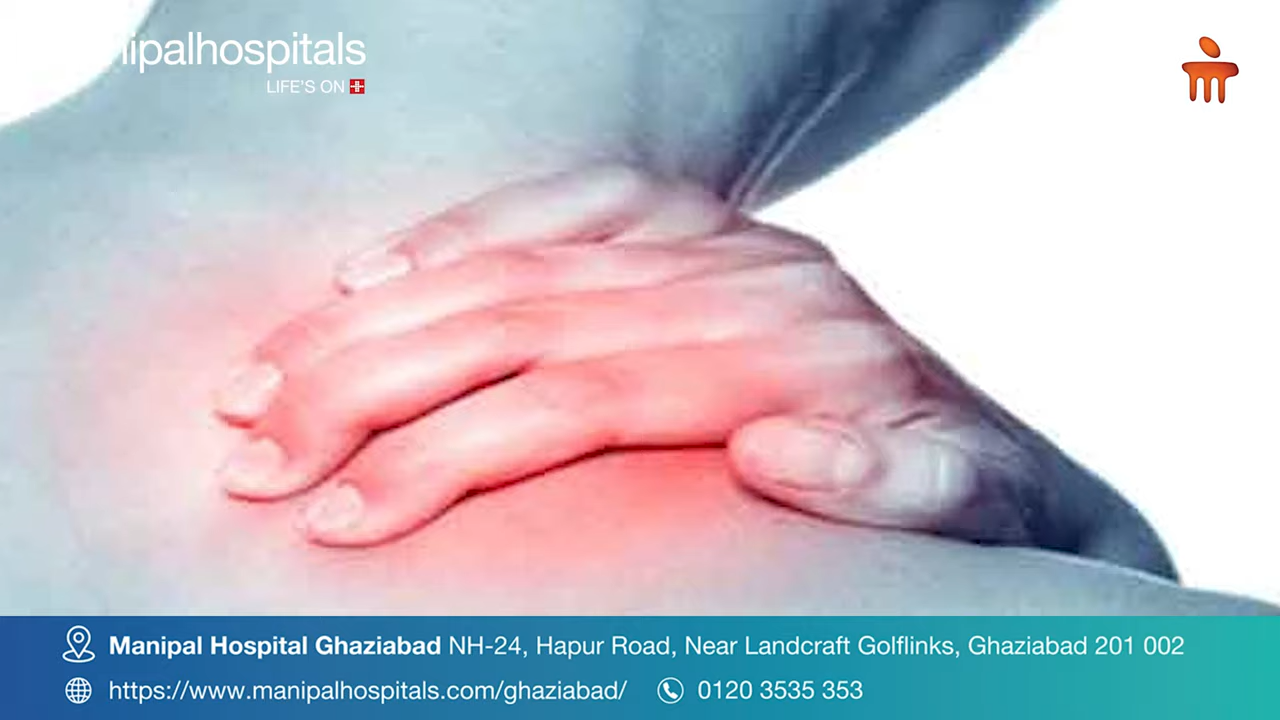 nipalhospitals
LIFE'S ON
Manipal Hospital Ghaziabad NH-24, Hapur Road, Near Landcraft Golflinks, Ghaziabad 201 002
https://www.manipalhospitals.com/ghaziabad/ 0120 3535 353